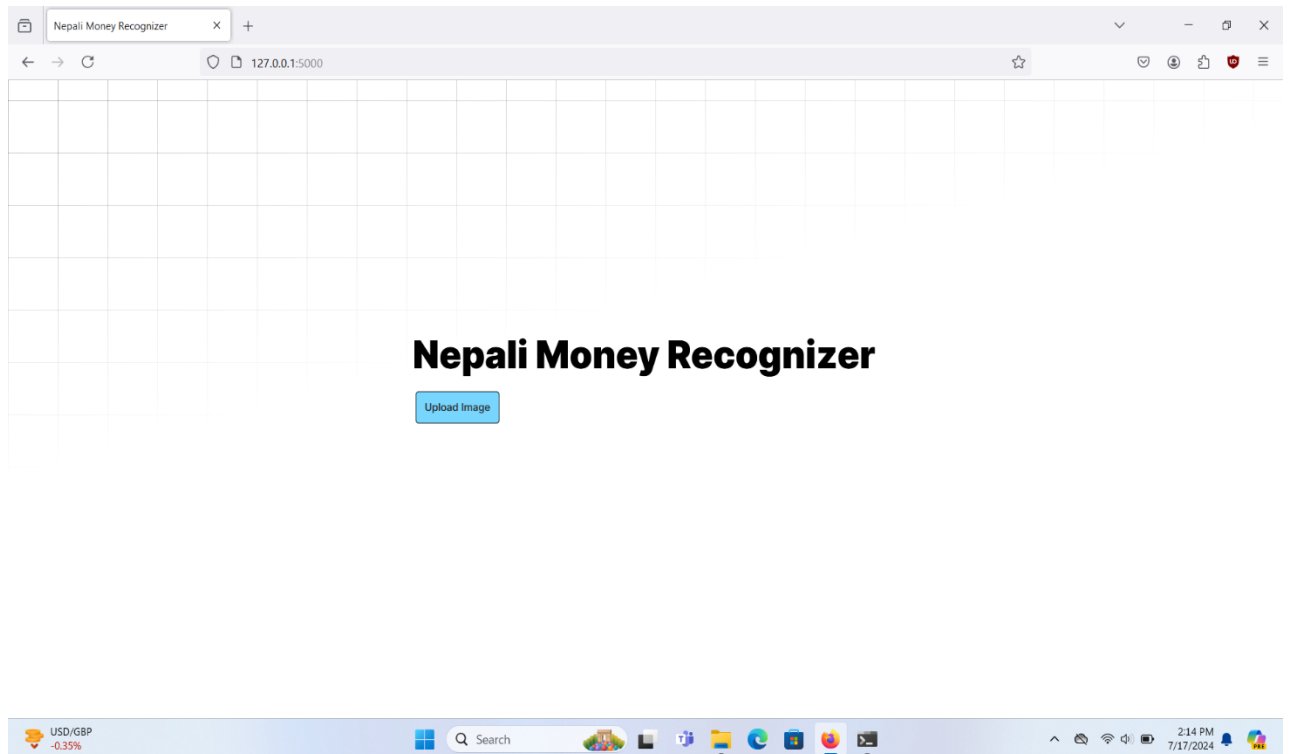 Nepali Money Recognizer
127.0.0.1:5000
Nepali Money Recognizer
Upload Image
USD/GBP
-0.35%
Search
2:14 PM
7/17/2024
PRE